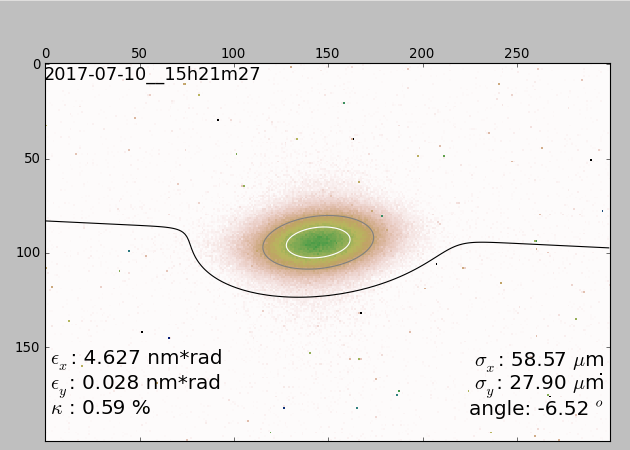 0 50 100 150 200 250
0
2017-07-10__15h21m27
50
100
150
ϵx: 4.627 nm*rad
ϵy: 0.028 nm*rad
κ: 0.59 %
σx: 58.57 μm
σy: 27.90 μm
angle: -6.52 °